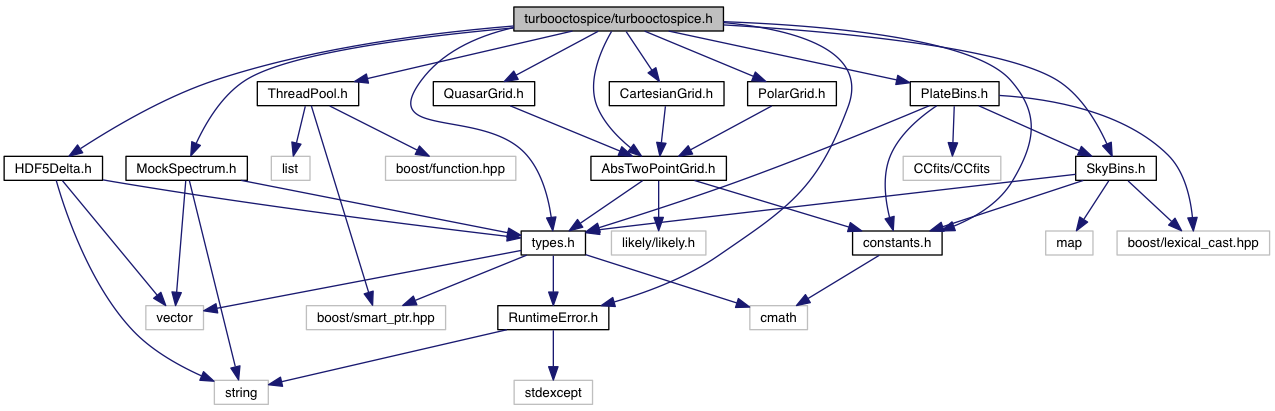 turbooctospice/turbooctospice.h
ThreadPool.h
QuasarGrid.h
CartesianGrid.h
PolarGrid.h
PlateBins.h
HDF5Delta.h
MockSpectrum.h
list
boost/function.hpp
AbsTwoPointGrid.h
CCfits/CCfits
SkyBins.h
types.h
likely/likely.h
constants.h
map
boost/lexical_cast.hpp
vector
boost/smart_ptr.hpp
RuntimeError.h
cmath
string
stdexcept